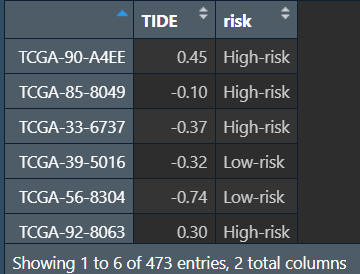 TIDE risk
TCGA-90-A4EE 0.45 High-risk
TCGA-85-8049 -0.10 High-risk
TCGA-33-6737 -0.37 High-risk
TCGA-39-5016 -0.32 Low-risk
TCGA-56-8304 -0.74 Low-risk
TCGA-92-8063 0.30 High-risk
Showing 1 to 6 of 473 entries, 2 total columns